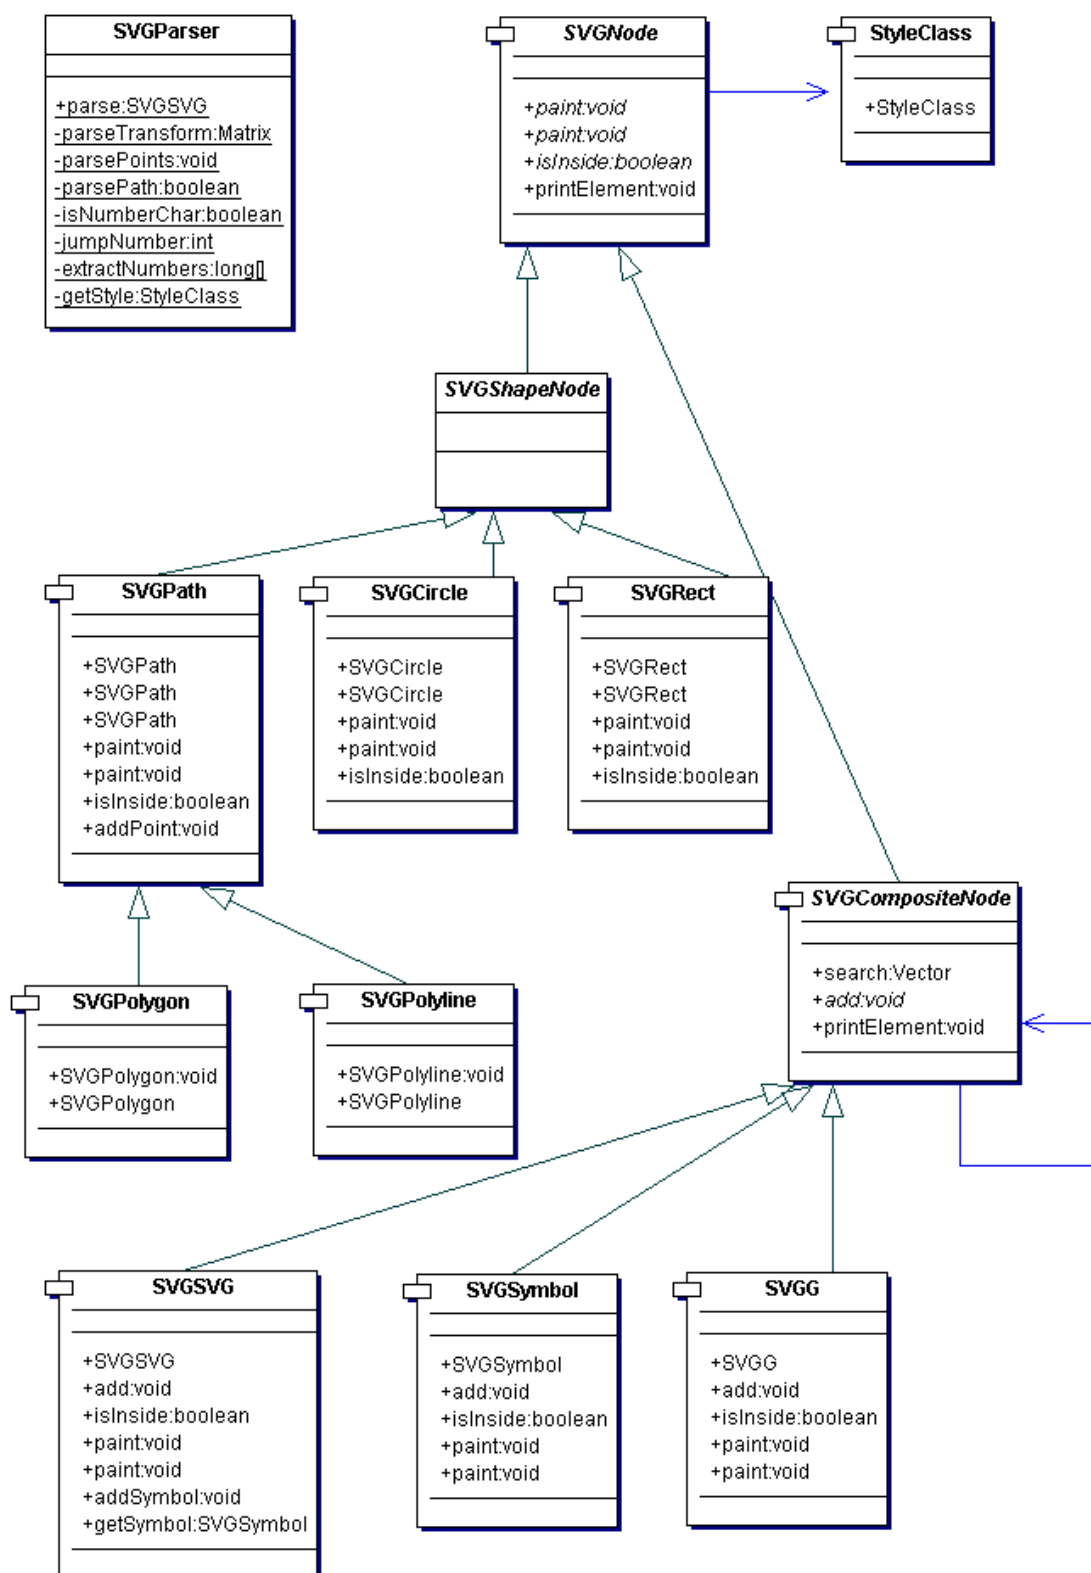 SVGParser
+parse:SVGSVG
-parseTransform:Matrix
-parsePoints:void
-parsePath:boolean
-isNumberChar:boolean
-jumpNumber:int
-extractNumbers:long[]
-getStyle:StyleClass
SVGNode
+paint:void
+paint:void
+isInside:boolean
+printElement:void
StyleClass
+StyleClass
SVGShapeNode
SVGPath
+SVGPath
+SVGPath
+SVGPath
+paint:void
+paint:void
+isInside:boolean
+addPoint:void
SVGCircle
+SVGCircle
+SVGCircle
+paint:void
+paint:void
+isInside:boolean
SVGRect
+SVGRect
+SVGRect
+paint:void
+paint:void
+isInside:boolean
SVGCompositeNode
+search:Vector
+add:void
+printElement:void
SVGPolygon
+SVGPolygon:void
+SVGPolygon
SVGPolyline
+SVGPolyline:void
+SVGPolyline
SVGSVG
+SVGSVG
+add:void
+isInside:boolean
+paint:void
+paint:void
+addSymbol:void
+getSymbol:SVGSymbol
SVGSymbol
+SVGSymbol
+add:void
+isInside:boolean
+paint:void
+paint:void
SVGG
+SVGG
+add:void
+isInside:boolean
+paint:void
+paint:void